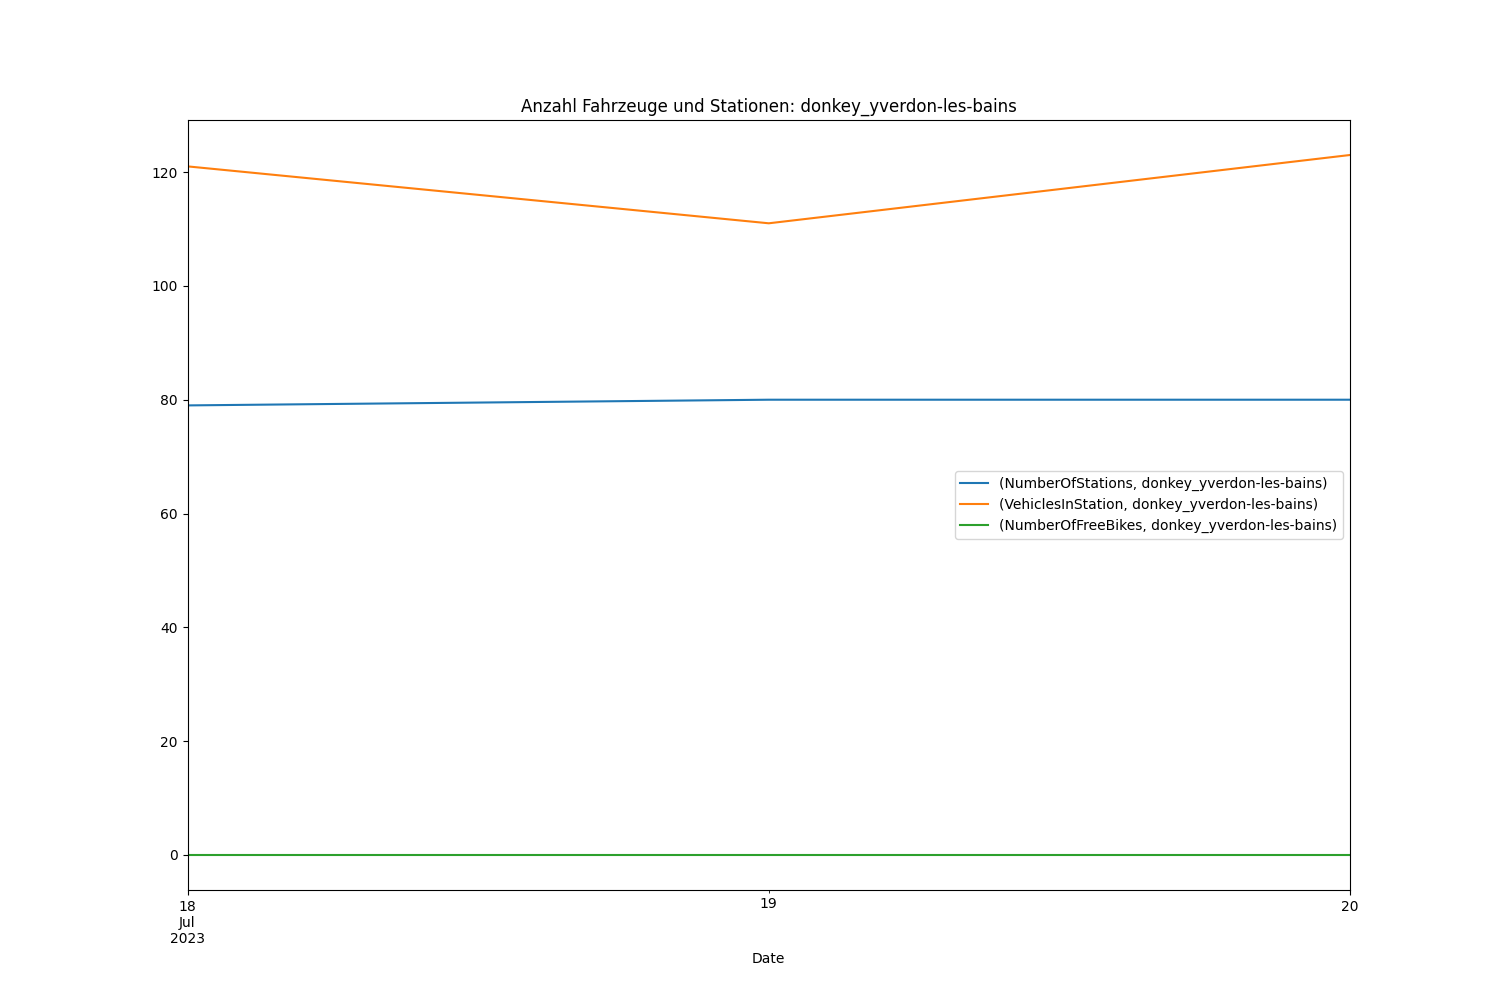 Anzahl Fahrzeuge und Stationen: donkey_yverdon-les-bains
120
100
80
60
40
20
0
(NumberOfStations, donkey_yverdon-les-bains)
(VehiclesInStation, donkey_yverdon-les-bains)
(NumberOfFreeBikes, donkey_yverdon-les-bains)
18
Jul
2023
19
20
Date